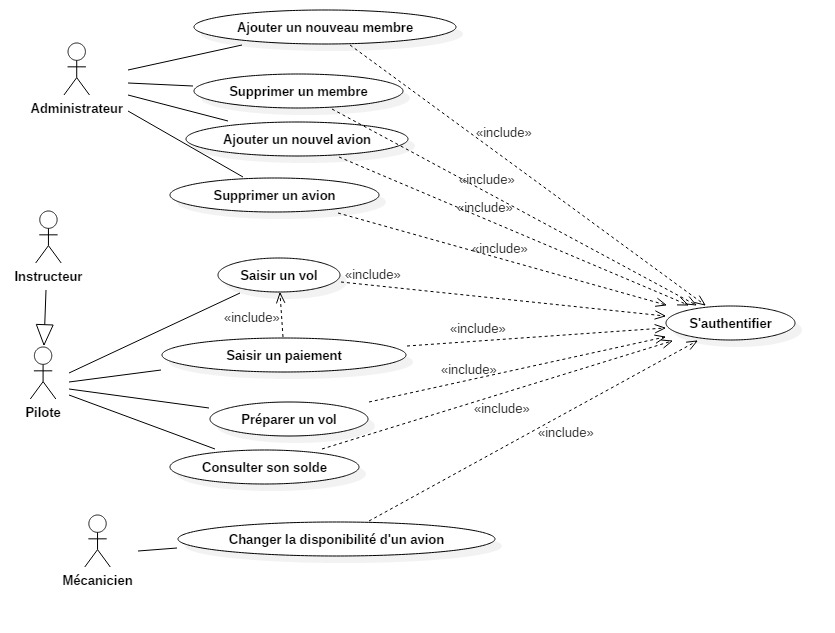 Ajouter un nouveau membre
Administrateur
Supprimer un membre
«include»
Ajouter un nouvel avion
«include»
Supprimer un avion
«include»
«include»
Instructeur
Saisir un vol
«include»
«include»
S'authentifier
Saisir un paiement
«include»
«include»
Pilote
Préparer un vol
«include»
Consulter son solde
«include»
Changer la disponibilité d'un avion
Mécanicien